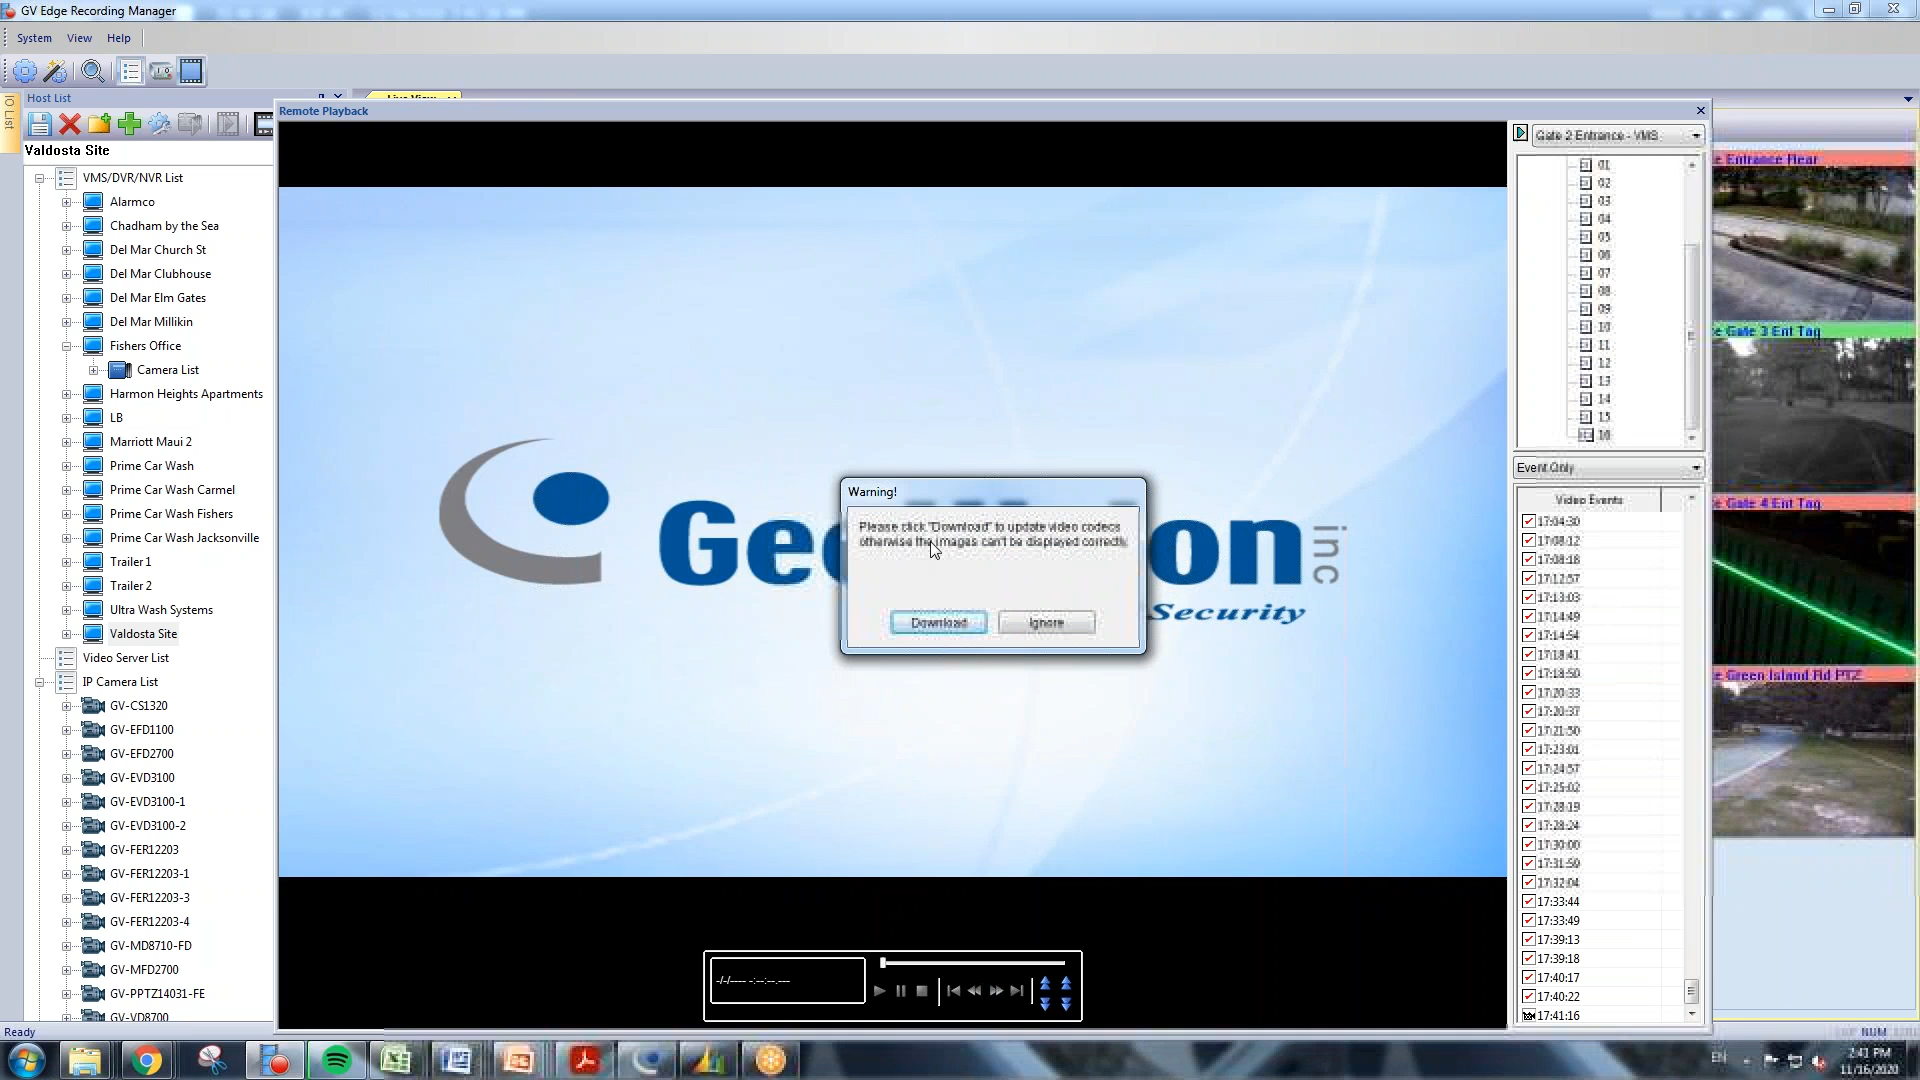 GV Edge Recording Manager
System View Help
IO List
Host List
Live View
Remote Playback
Valdosta Site
VMS/DVR/NVR List
Alarmco
Chadham by the Sea
Del Mar Church St
Del Mar Clubhouse
Del Mar Elm Gates
Del Mar Millikin
Fishers Office
Camera List
Harmon Heights Apartments
LB
Marriott Maui 2
Prime Car Wash
Prime Car Wash Carmel
Prime Car Wash Fishers
Prime Car Wash Jacksonville
Trailer 1
Trailer 2
Ultra Wash Systems
Valdosta Site
Video Server List
IP Camera List
GV-CS1320
GV-EFD1100
GV-EFD2700
GV-EVD3100
GV-EVD3100-1
GV-EVD3100-2
GV-FER12203
GV-FER12203-1
GV-FER12203-3
GV-FER12203-4
GV-MD8710-FD
GV-MFD2700
GV-PPTZ14031-FE
GV-VD8700
Ready
inc
Security
Warning!
Please click "Download" to update video codecs
otherwise the images can't be displayed correctly.
Download Ignore
-/-/---- -:--:--.---
Gate 2 Entrance - VMS
01
02
03
04
05
06
07
08
09
10
11
12
13
14
15
16
Event Only
Video Events
17:04:30
17:08:12
17:08:18
17:12:57
17:13:03
17:14:49
17:14:54
17:18:41
17:18:50
17:20:33
17:20:37
17:21:50
17:23:01
17:24:57
17:25:02
17:28:19
17:28:24
17:30:00
17:31:59
17:32:04
17:33:44
17:33:49
17:39:13
17:39:18
17:40:17
17:40:22
17:41:16
e Entrance Rear
e Gate 3 Ent Tag
e Gate 4 Ent Tag
e Green Island Rd PTZ
NUM
EN
2:41 PM
11/16/2020